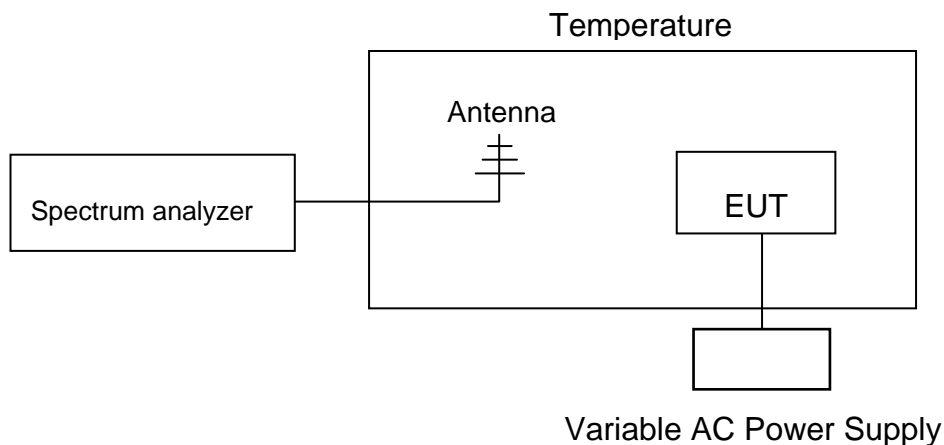 Temperature
Antenna
Spectrum analyzer
EUT
Variable AC Power Supply